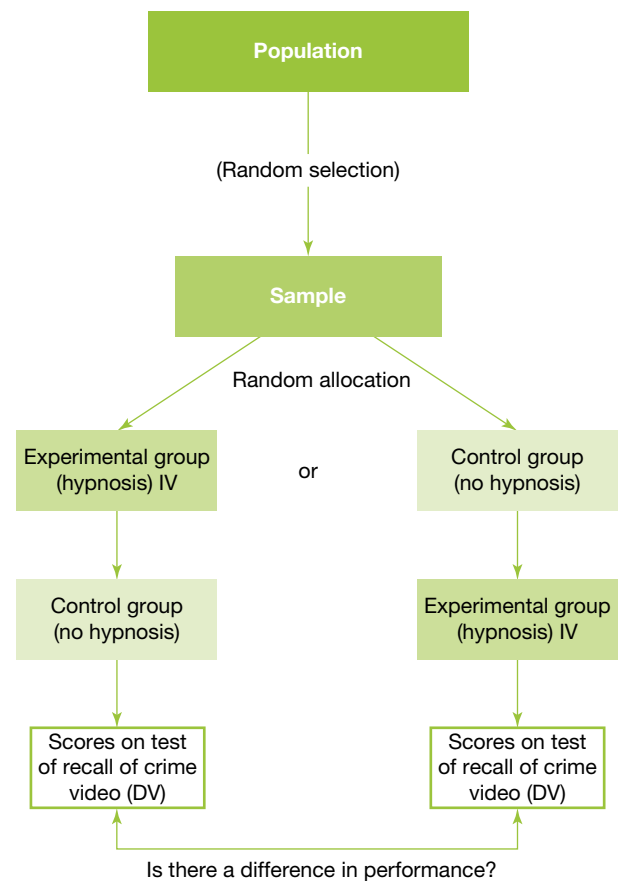 Population
(Random selection)
Sample
Random allocation
Experimental group
(hypnosis) IV
or
Control group
(no hypnosis)
Control group
(no hypnosis)
Experimental group
(hypnosis) IV
Scores on test
of recall of crime
video (DV)
Scores on test
of recall of crime
video (DV)
Is there a difference in performance?